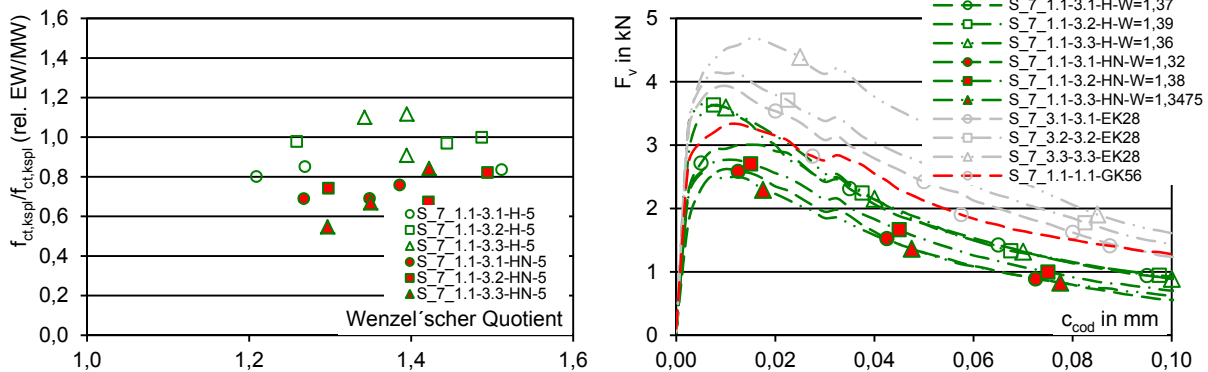 1,6
1,4
1,2
1,0
0,8
0,6
0,4
0,2
0,0
f_ct,kspl/f_ct,kspl (rel. EW/MW)
S_7_1.1-3.1-H-5
S_7_1.1-3.2-H-5
S_7_1.1-3.3-H-5
S_7_1.1-3.1-HN-5
S_7_1.1-3.2-HN-5
S_7_1.1-3.3-HN-5
Wenzel´scher Quotient
1,0 1,2 1,4 1,6
5
4
3
2
1
0
F_v in kN
S_7_1.1-3.1-H-W=1,37
S_7_1.1-3.2-H-W=1,39
S_7_1.1-3.3-H-W=1,36
S_7_1.1-3.1-HN-W=1,32
S_7_1.1-3.2-HN-W=1,38
S_7_1.1-3.3-HN-W=1,3475
S_7_3.1-3.1-EK28
S_7_3.2-3.2-EK28
S_7_3.3-3.3-EK28
S_7_1.1-1.1-GK56
c_cod in mm
0,00 0,02 0,04 0,06 0,08 0,10